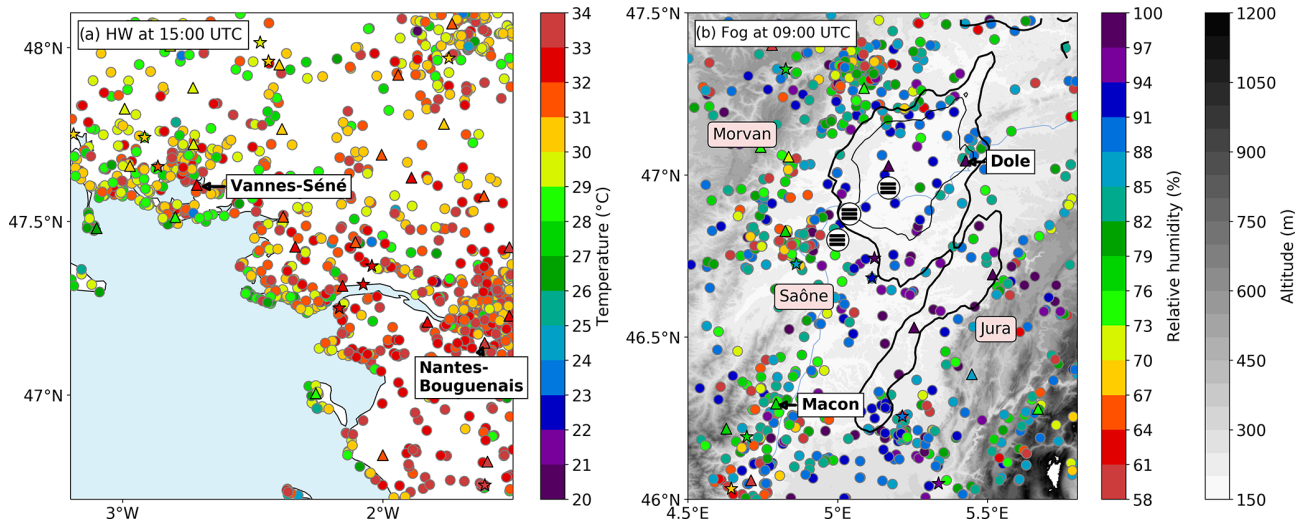 (a) HW at 15:00 UTC
48°N
47.5°N
47°N
3°W
2°W
Vannes-Séné
Nantes-
Bouguenais
34
33
32
31
30
29
28
27
26
25
24
23
22
21
20
Temperature (°C)
(b) Fog at 09:00 UTC
47.5°N
47°N
46.5°N
46°N
4.5°E
5°E
5.5°E
Morvan
Dole
Saône
Jura
Macon
100
97
94
91
88
85
82
79
76
73
70
67
64
61
58
Relative humidity (%)
1200
1050
900
750
600
450
300
150
Altitude (m)